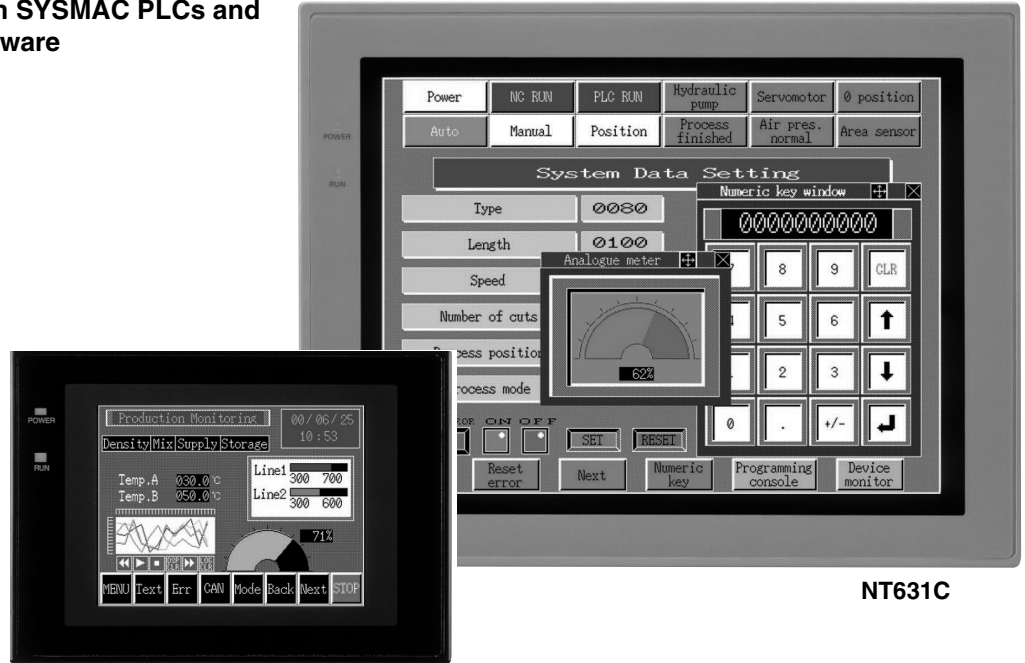 SYSMAC PLCs and
Power NC RUN PLC RUN Hydraulic pump Servomotor 0 position
Auto Manual Position Process finished Air pres. normal Area sensor
POWER
RUN
System Data Setting
Numeric key window
Type 0080
0000000000
Length 0100
Analogue meter
8 9 CLR
Speed
Number of cuts
5 6
position
62%
2 3
mode
ON OFF
SET RESET
0 . +/-
Reset error Next Numeric key Programming console Device monitor
NT631C
POWER
RUN
Production Monitoring 00/06/25
10:53
Density Mix Supply Storage
Temp.A 030.0℃
Temp.B 050.0℃
Line1 300 700
Line2 300 600
71%
MENU Text Err CAN Mode Back Next STOP